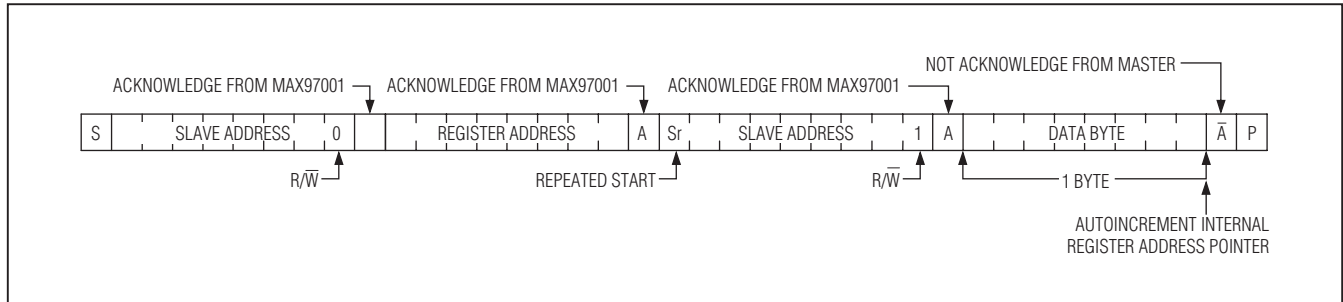 NOT ACKNOWLEDGE FROM MASTER
ACKNOWLEDGE FROM MAX97001 ACKNOWLEDGE FROM MAX97001 ACKNOWLEDGE FROM MAX97001
S SLAVE ADDRESS 0 REGISTER ADDRESS A Sr SLAVE ADDRESS 1 A DATA BYTE A̅ P
R/W̅ REPEATED START R/W̅ 1 BYTE
AUTOINCREMENT INTERNAL
REGISTER ADDRESS POINTER